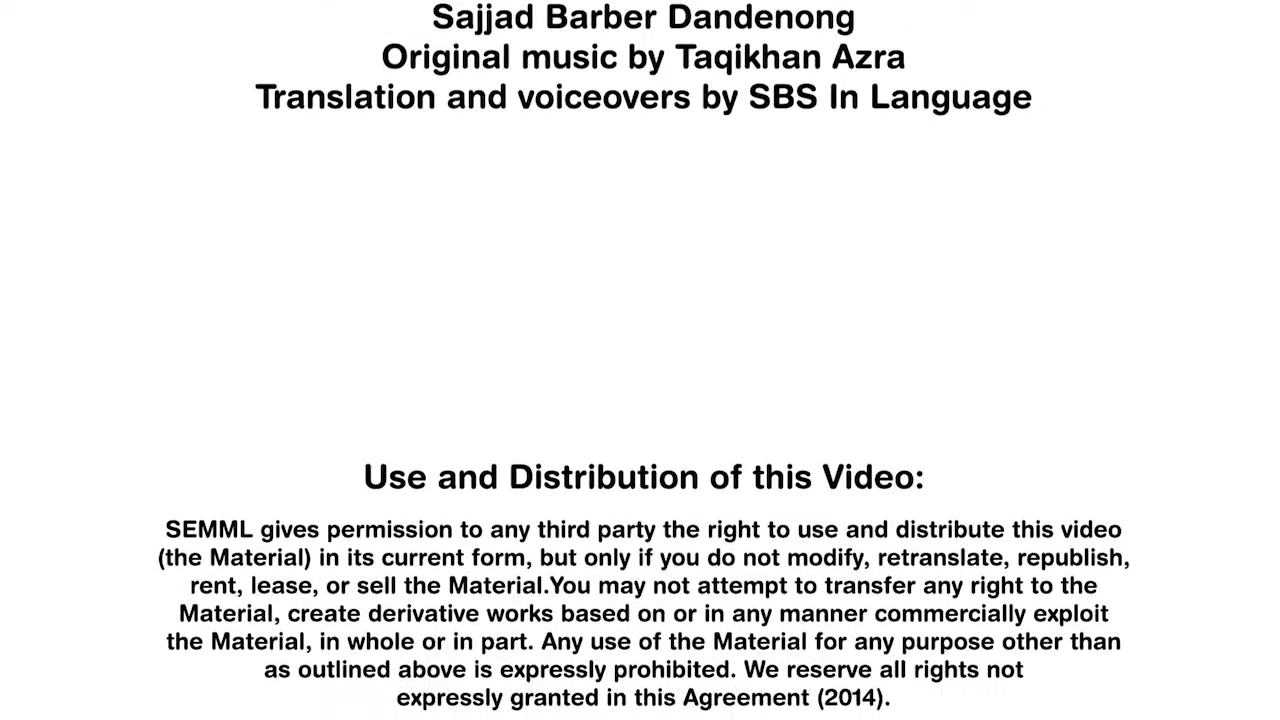 Sajjad Barber Dandenong
Original music by Taqikhan Azra
Translation and voiceovers by SBS In Language
Use and Distribution of this Video:
SEMML gives permission to any third party the right to use and distribute this video
(the Material) in its current form, but only if you do not modify, retranslate, republish,
rent, lease, or sell the Material.You may not attempt to transfer any right to the
Material, create derivative works based on or in any manner commercially exploit
the Material, in whole or in part. Any use of the Material for any purpose other than
as outlined above is expressly prohibited. We reserve all rights not
expressly granted in this Agreement (2014).